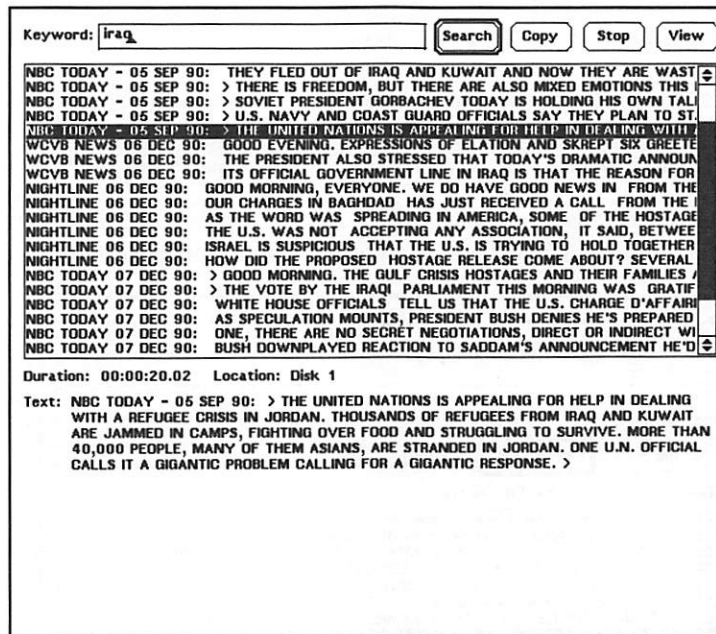 Keyword: iraq Search Copy Stop View
NBC TODAY - 05 SEP 90: THEY FLED OUT OF IRAQ AND KUWAIT AND NOW THEY ARE WAST
NBC TODAY - 05 SEP 90: > THERE IS FREEDOM, BUT THERE ARE ALSO MIXED EMOTIONS THIS
NBC TODAY - 05 SEP 90: > SOVIET PRESIDENT GORBACHEV TODAY IS HOLDING HIS OWN TAL
NBC TODAY - 05 SEP 90: > U.S. NAVY AND COAST GUARD OFFICIALS SAY THEY PLAN TO ST.
NBC TODAY - 05 SEP 90: > THE UNITED NATIONS IS APPEALING FOR HELP IN DEALING WITH
WCVB NEWS 06 DEC 90: GOOD EVENING. EXPRESSIONS OF ELATION AND SKREPT SIX GREETE
WCVB NEWS 06 DEC 90: THE PRESIDENT ALSO STRESSED THAT TODAY'S DRAMATIC ANNOUN
WCVB NEWS 06 DEC 90: ITS OFFICIAL GOVERNMENT LINE IN IRAQ IS THAT THE REASON FOR
NIGHTLINE 06 DEC 90: GOOD MORNING, EVERYONE. WE DO HAVE GOOD NEWS IN FROM THE
NIGHTLINE 06 DEC 90: OUR CHARGES IN BAGHDAD HAS JUST RECEIVED A CALL FROM THE
NIGHTLINE 06 DEC 90: AS THE WORD WAS SPREADING IN AMERICA, SOME OF THE HOSTAGE
NIGHTLINE 06 DEC 90: THE U.S. WAS NOT ACCEPTING ANY ASSOCIATION, IT SAID, BETWEE
NIGHTLINE 06 DEC 90: ISRAEL IS SUSPICIOUS THAT THE U.S. IS TRYING TO HOLD TOGETHER
NIGHTLINE 06 DEC 90: HOW DID THE PROPOSED HOSTAGE RELEASE COME ABOUT? SEVERAL
NBC TODAY 07 DEC 90: > GOOD MORNING. THE GULF CRISIS HOSTAGES AND THEIR FAMILIES
NBC TODAY 07 DEC 90: > THE VOTE BY THE IRAQI PARLIAMENT THIS MORNING WAS GRATIF
NBC TODAY 07 DEC 90: WHITE HOUSE OFFICIALS TELL US THAT THE U.S. CHARGE D'AFFAIRI
NBC TODAY 07 DEC 90: AS SPECULATION MOUNTS, PRESIDENT BUSH DENIES HE'S PREPARED
NBC TODAY 07 DEC 90: ONE, THERE ARE NO SECRET NEGOTIATIONS, DIRECT OR INDIRECT WI
NBC TODAY 07 DEC 90: BUSH DOWNPLAYED REACTION TO SADDAM'S ANNOUNCEMENT HE'D
Duration: 00:00:20.02 Location: Disk 1
Text: NBC TODAY - 05 SEP 90: > THE UNITED NATIONS IS APPEALING FOR HELP IN DEALING
WITH A REFUGEE CRISIS IN JORDAN. THOUSANDS OF REFUGEES FROM IRAQ AND KUWAIT
ARE JAMMED IN CAMPS, FIGHTING OVER FOOD AND STRUGGLING TO SURVIVE. MORE THAN
40,000 PEOPLE, MANY OF THEM ASIANS, ARE STRANDED IN JORDAN. ONE U.N. OFFICIAL
CALLS IT A GIGANTIC PROBLEM CALLING FOR A GIGANTIC RESPONSE. >